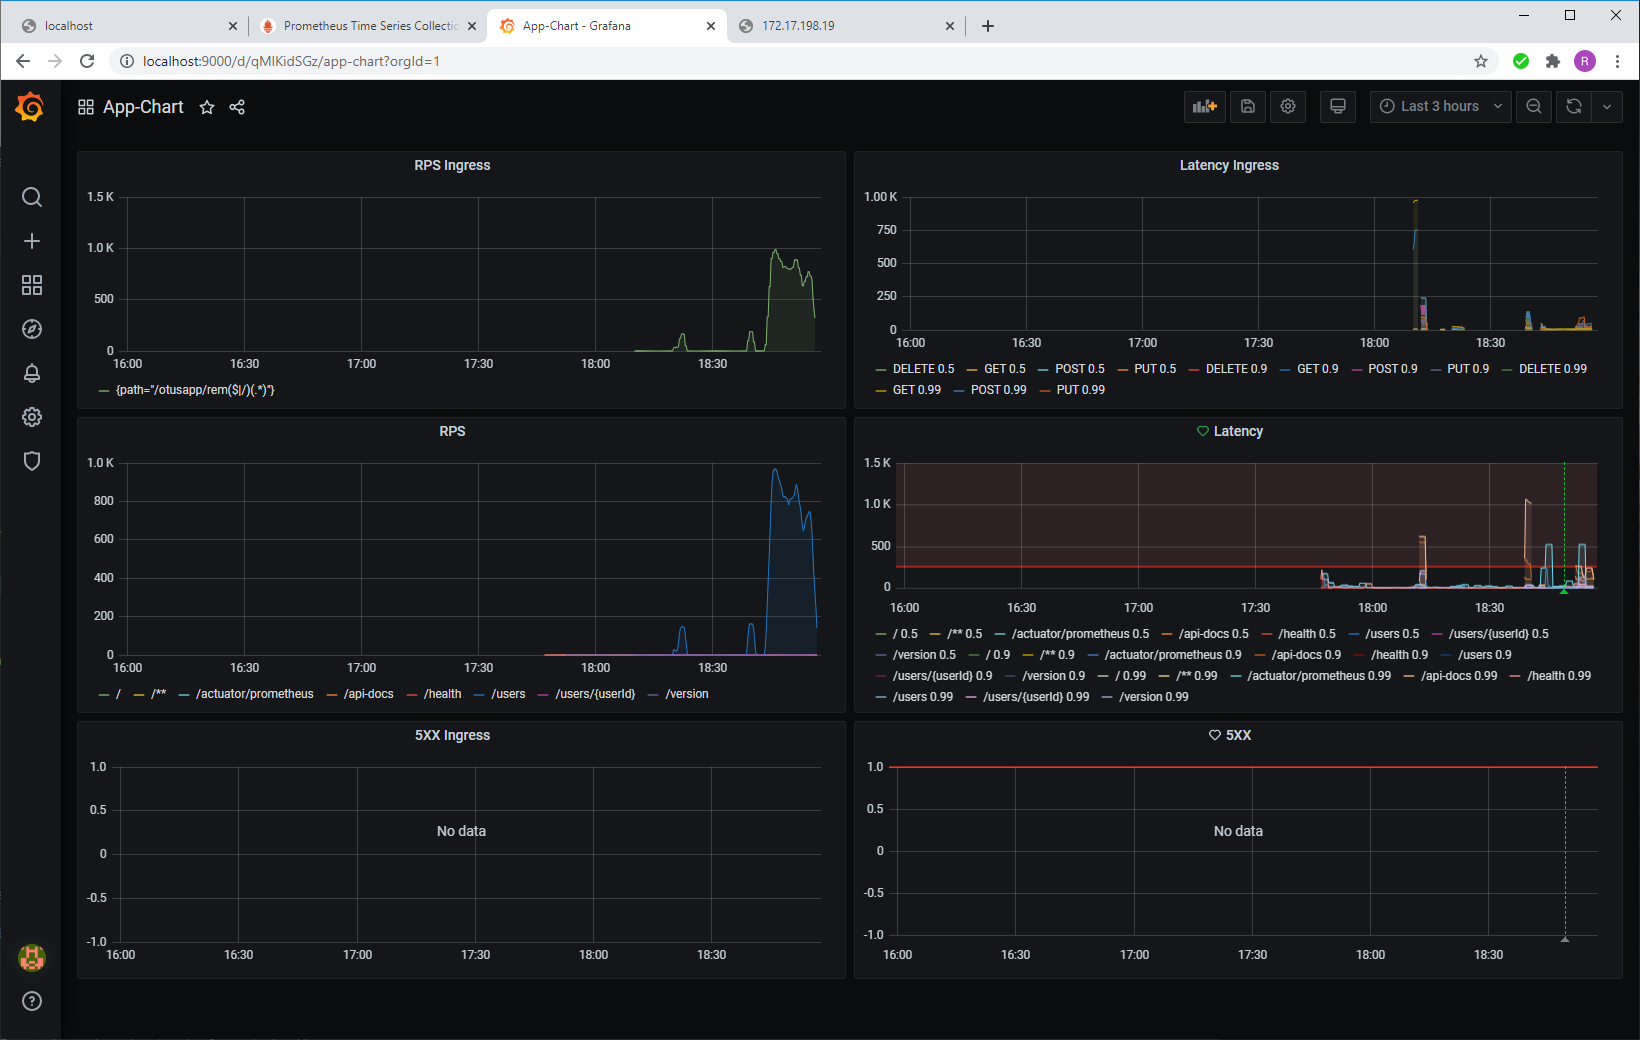 localhost
Prometheus Time Series Collectic
App-Chart - Grafana
172.17.198.19
localhost:9000/d/qMIKidSGz/app-chart?orgId=1
R
App-Chart
Last 3 hours
RPS Ingress
1.5 K
1.0 K
500
0
16:00 16:30 17:00 17:30 18:00 18:30
{path="/otusapp/rem($|/)(.*)"}
Latency Ingress
1.00 K
750
500
250
0
16:00 16:30 17:00 17:30 18:00 18:30
DELETE 0.5 GET 0.5 POST 0.5 PUT 0.5 DELETE 0.9 GET 0.9 POST 0.9 PUT 0.9 DELETE 0.99
GET 0.99 POST 0.99 PUT 0.99
RPS
1.0 K
800
600
400
200
0
16:00 16:30 17:00 17:30 18:00 18:30
/ /** /actuator/prometheus /api-docs /health /users /users/{userId} /version
Latency
1.5 K
1.0 K
500
0
16:00 16:30 17:00 17:30 18:00 18:30
/ 0.5 /** 0.5 /actuator/prometheus 0.5 /api-docs 0.5 /health 0.5 /users 0.5 /users/{userId} 0.5
/version 0.5 / 0.9 /** 0.9 /actuator/prometheus 0.9 /api-docs 0.9 /health 0.9 /users 0.9
/users/{userId} 0.9 /version 0.9 / 0.99 /** 0.99 /actuator/prometheus 0.99 /api-docs 0.99 /health 0.99
/users 0.99 /users/{userId} 0.99 /version 0.99
5XX Ingress
1.0
0.5
0
-0.5
-1.0
No data
16:00 16:30 17:00 17:30 18:00 18:30
5XX
1.0
0.5
0
-0.5
-1.0
No data
16:00 16:30 17:00 17:30 18:00 18:30